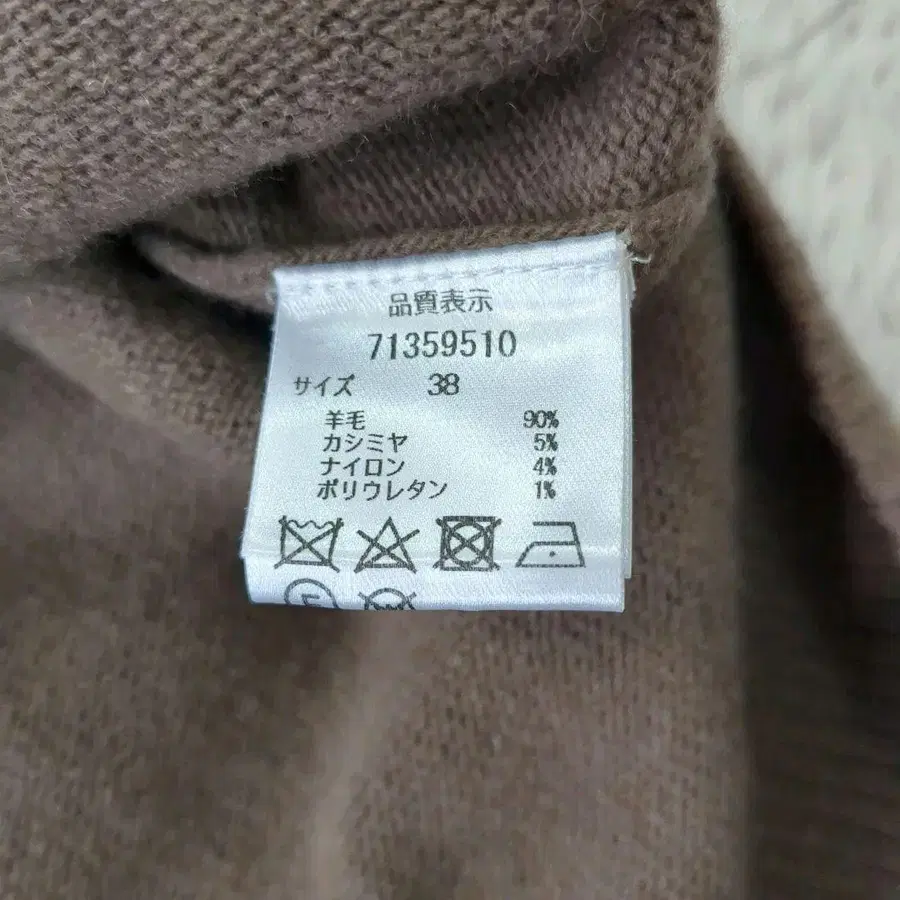 品質表示
71359510
サイズ 38
羊毛 90%
カシミヤ 5%
ナイロン 4%
ポリウレタン 1%